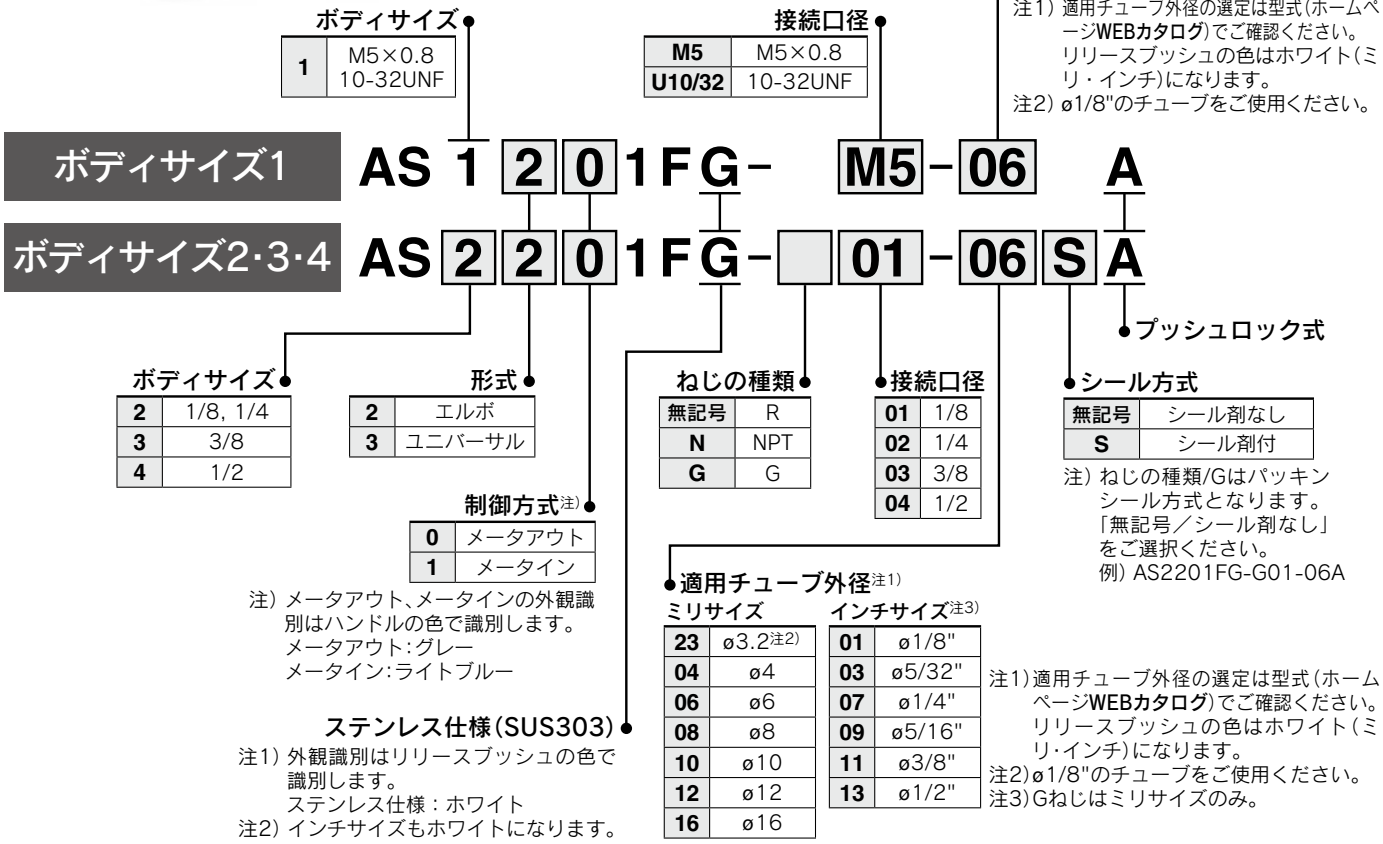 ボディサイズ
1 M5×0.8
10-32UNF
接続口径
M5 M5×0.8
U10/32 10-32UNF
注1) 適用チューブ外径の選定は型式(ホームペ
ージWEBカタログ)でご確認ください。
リリースブッシュの色はホワイト(ミ
リ・インチ)になります。
注2) ø1/8"のチューブをご使用ください。
ボディサイズ1 AS 1 2 0 1 F G - M5 - 06 A
ボディサイズ2・3・4 AS 2 2 0 1 F G - 01 - 06 S A
プッシュロック式
ボディサイズ
2 1/8, 1/4
3 3/8
4 1/2
形式
2 エルボ
3 ユニバーサル
制御方式注)
0 メータアウト
1 メータイン
注) メータアウト、メータインの外観識
別はハンドルの色で識別します。
メータアウト:グレー
メータイン:ライトブルー
ステンレス仕様(SUS303)
注1) 外観識別はリリースブッシュの色で
識別します。
ステンレス仕様:ホワイト
注2) インチサイズもホワイトになります。
ねじの種類
無記号 R
N NPT
G G
接続口径
01 1/8
02 1/4
03 3/8
04 1/2
シール方式
無記号 シール剤なし
S シール剤付
注) ねじの種類/Gはパッキン
シール方式となります。
「無記号/シール剤なし」
をご選択ください。
例) AS2201FG-G01-06A
適用チューブ外径注1)
ミリサイズ
23 ø3.2注2)
04 ø4
06 ø6
08 ø8
10 ø10
12 ø12
16 ø16
インチサイズ注3)
01 ø1/8"
03 ø5/32"
07 ø1/4"
09 ø5/16"
11 ø3/8"
13 ø1/2"
注1)適用チューブ外径の選定は型式(ホーム
ページWEBカタログ)でご確認ください。
リリースブッシュの色はホワイト(ミ
リ・インチ)になります。
注2)ø1/8"のチューブをご使用ください。
注3)Gねじはミリサイズのみ。